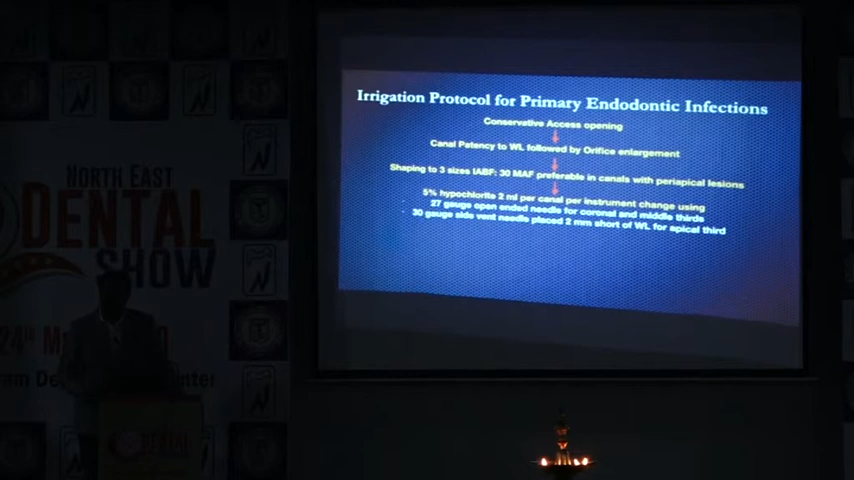 Irrigation Protocol for Primary Endodontic Infections
Conservative Access opening
Canal Patency to WL followed by Orifice enlargement
Shaping to 3 sizes IABF: 30 MAF preferable in canals with periapical lesions
5% hypochlorite 2 ml per canal per instrument change using
27 gauge open ended needle for coronal and middle thirds
30 gauge side vent needle placed 2 mm short of WL for apical third
NORTH EAST
DENTAL
SHOW
24th
DENTAL